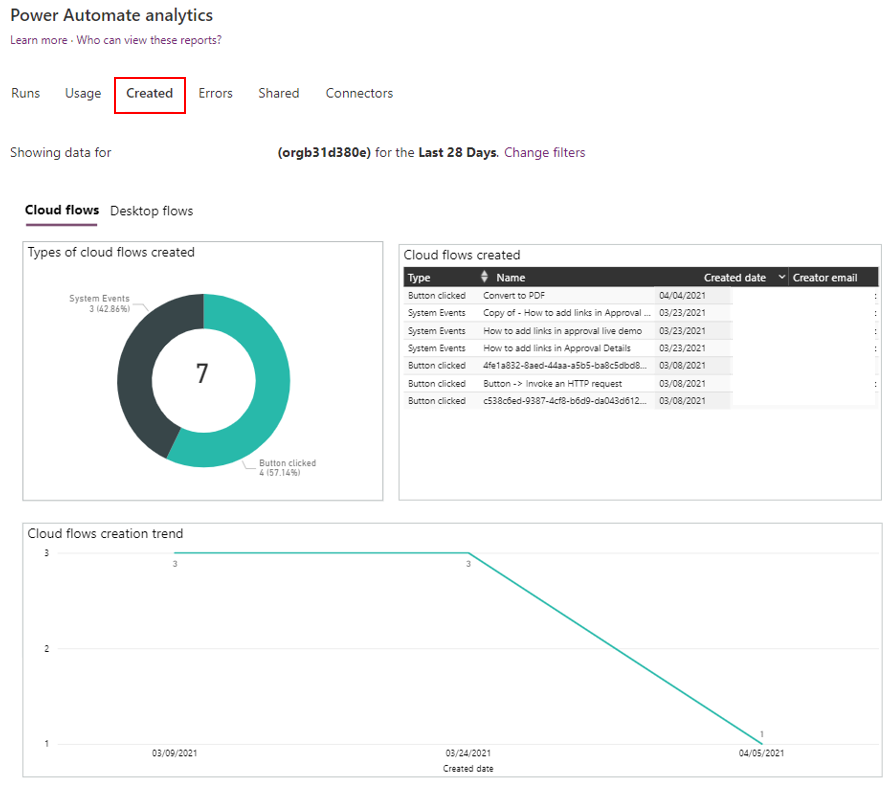 Power Automate analytics
Learn more · Who can view these reports?
Runs Usage Created Errors Shared Connectors
Showing data for (orgb31d380e) for the Last 28 Days. Change filters
Cloud flows Desktop flows
Types of cloud flows created
System Events
3 (42.86%)
7
Button clicked
4 (57.14%)
Cloud flows created
Type Name Created date Creator email
Button clicked Convert to PDF 04/04/2021
System Events Copy of - How to add links in Approval ... 03/23/2021
System Events How to add links in approval live demo 03/23/2021
System Events How to add links in Approval Details 03/23/2021
Button clicked 4fe1a832-8aed-44aa-a5b5-ba8c5dbd8... 03/08/2021
Button clicked Button -> Invoke an HTTP request 03/08/2021
Button clicked c538c6ed-9387-4cf8-b6d9-da043d612... 03/08/2021
Cloud flows creation trend
3
3 3
2
1
1
03/09/2021 03/24/2021 04/05/2021
Created date